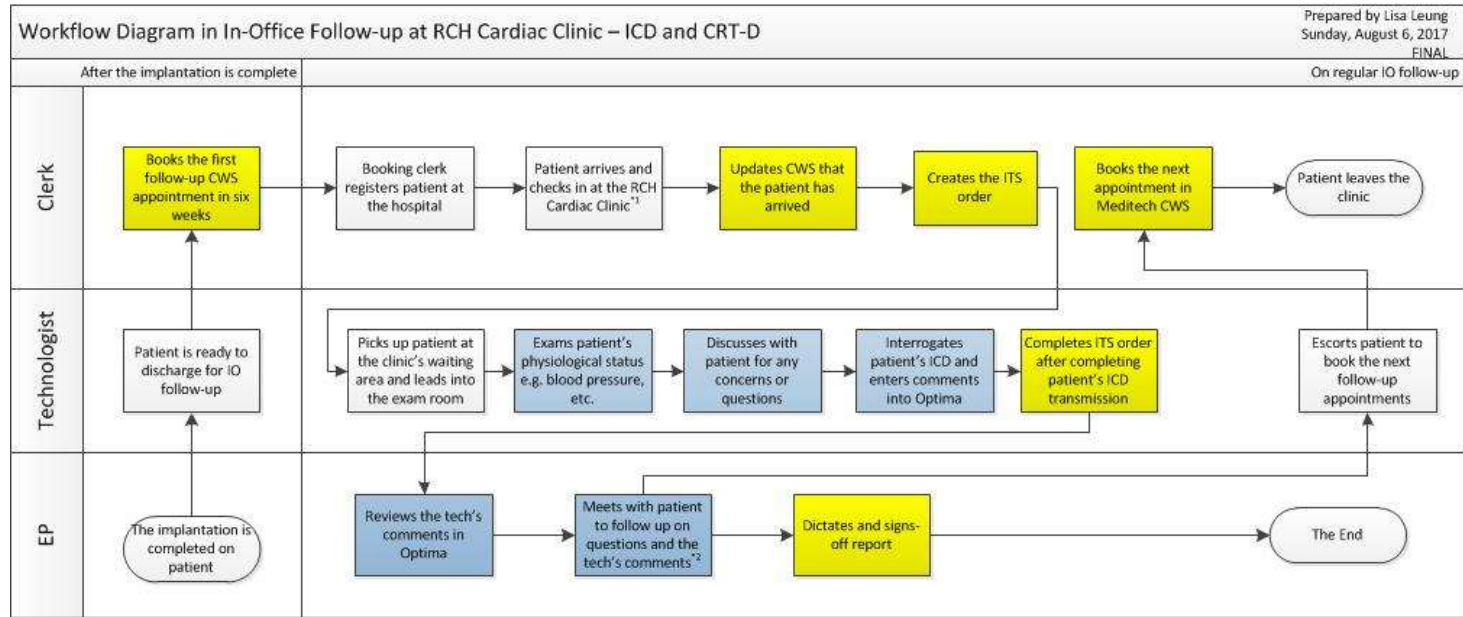 Workflow Diagram in In-Office Follow-up at RCH Cardiac Clinic – ICD and CRT-D
Prepared by Lisa Leung
Sunday, August 6, 2017
FINAL
After the implantation is complete
On regular IO follow-up
Clerk
Books the first
follow-up CWS
appointment in six
weeks
Booking clerk
registers patient at
the hospital
Patient arrives and
checks in at the RCH
Cardiac Clinic*1
Updates CWS that
the patient has
arrived
Creates the ITS
order
Books the next
appointment in
Meditech CWS
Patient leaves the
clinic
Technologist
Patient is ready to
discharge for IO
follow-up
Picks up patient at
the clinic's waiting
area and leads into
the exam room
Exams patient's
physiological status
e.g. blood pressure,
etc.
Discusses with
patient for any
concerns or
questions
Interrogates
patient's ICD and
enters comments
into Optima
Completes ITS order
after completing
patient's ICD
transmission
Escorts patient to
book the next
follow-up
appointments
EP
The implantation is
completed on
patient
Reviews the tech's
comments in
Optima
Meets with patient
to follow up on
questions and the
tech's comments*2
Dictates and signs-
off report
The End